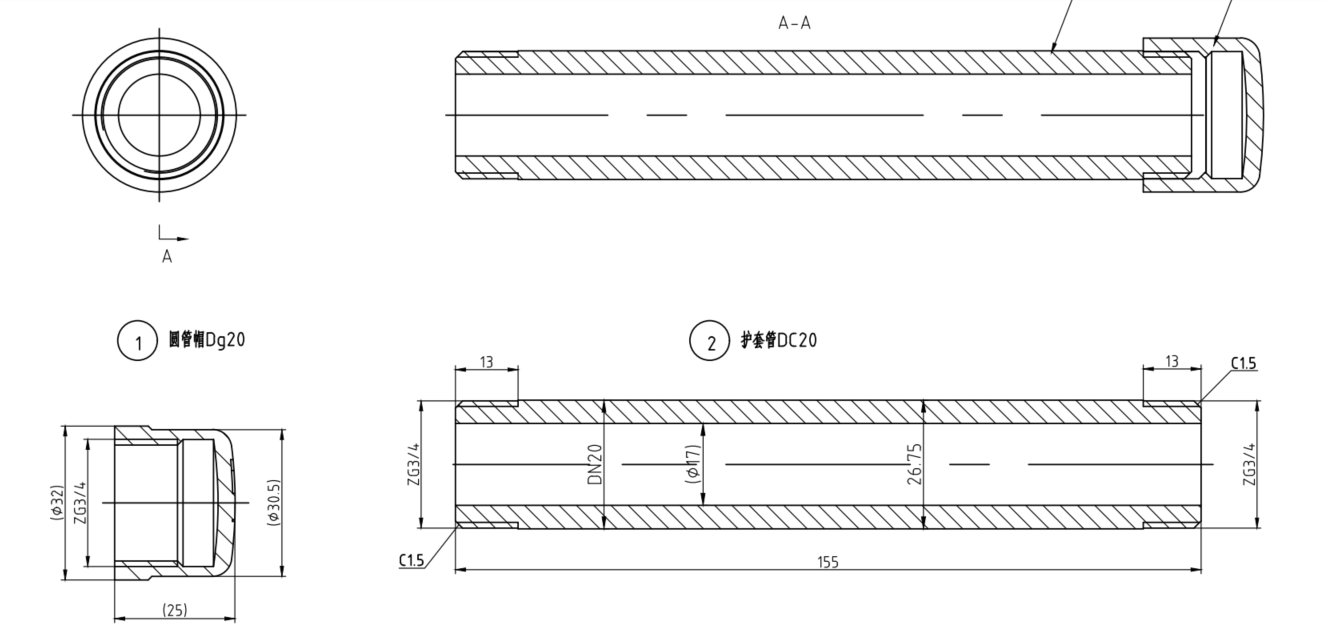 A-A
A
1 圆管帽Dg20
2 护套管DC20
13
13
C1.5
(ϕ32)
ZG3/4
(ϕ30.5)
(25)
ZG3/4
DN20
(ϕ17)
26.75
ZG3/4
C1.5
155